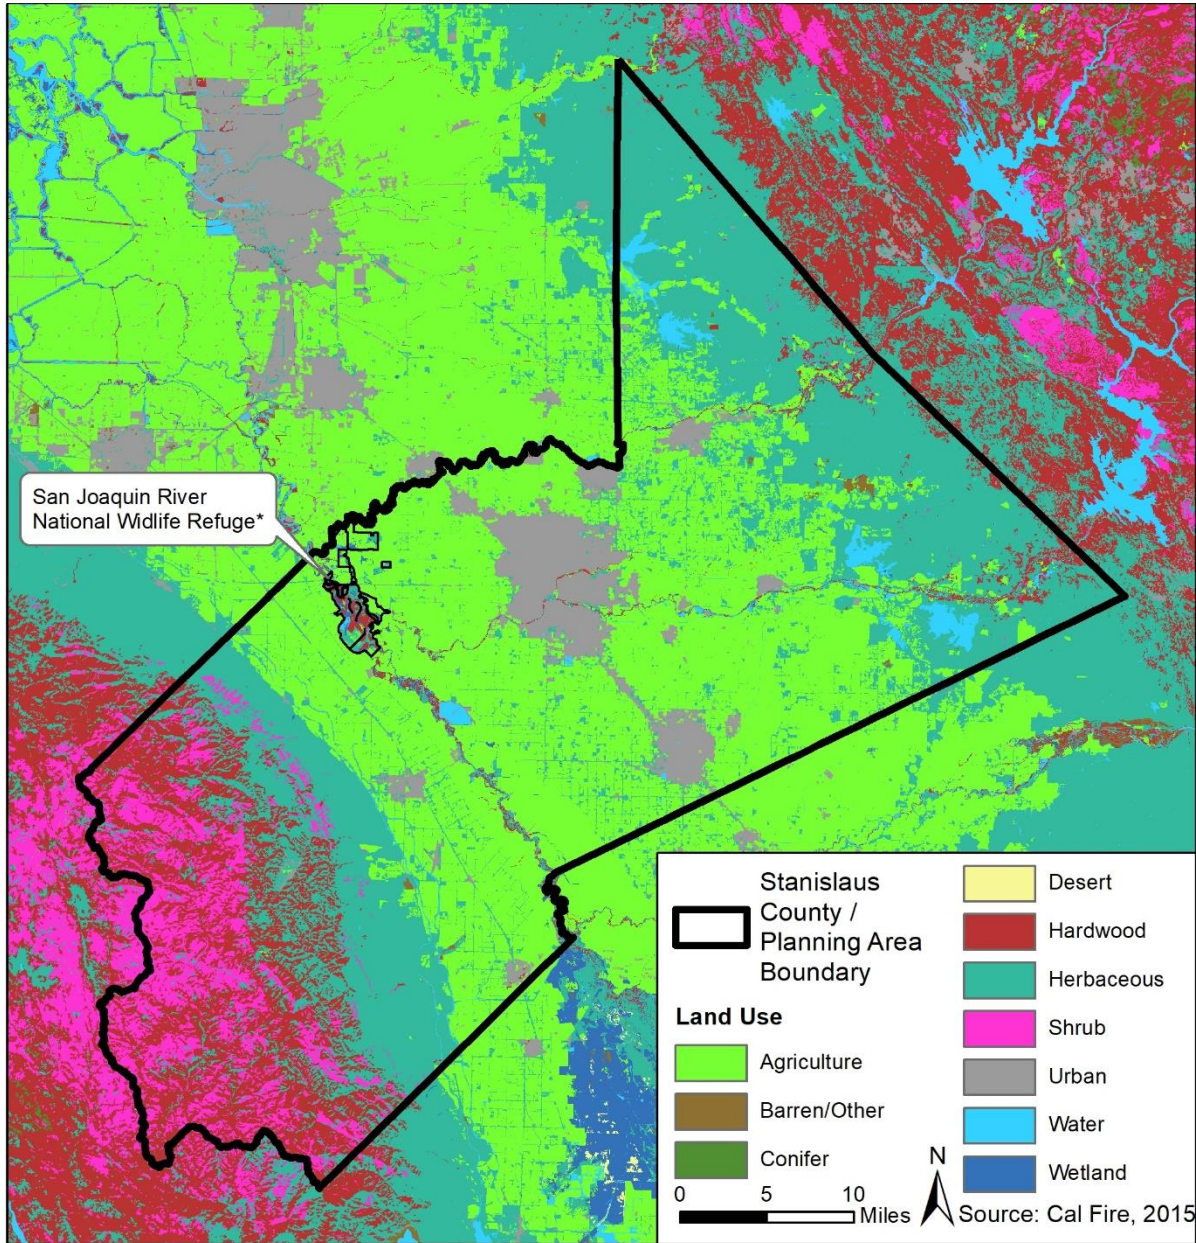 San Joaquin River
National Widlife Refuge*
Stanislaus
County /
Planning Area
Boundary
Land Use
Agriculture
Barren/Other
Conifer
Desert
Hardwood
Herbaceous
Shrub
Urban
Water
Wetland
0 5 10
Miles
N
Source: Cal Fire, 2015